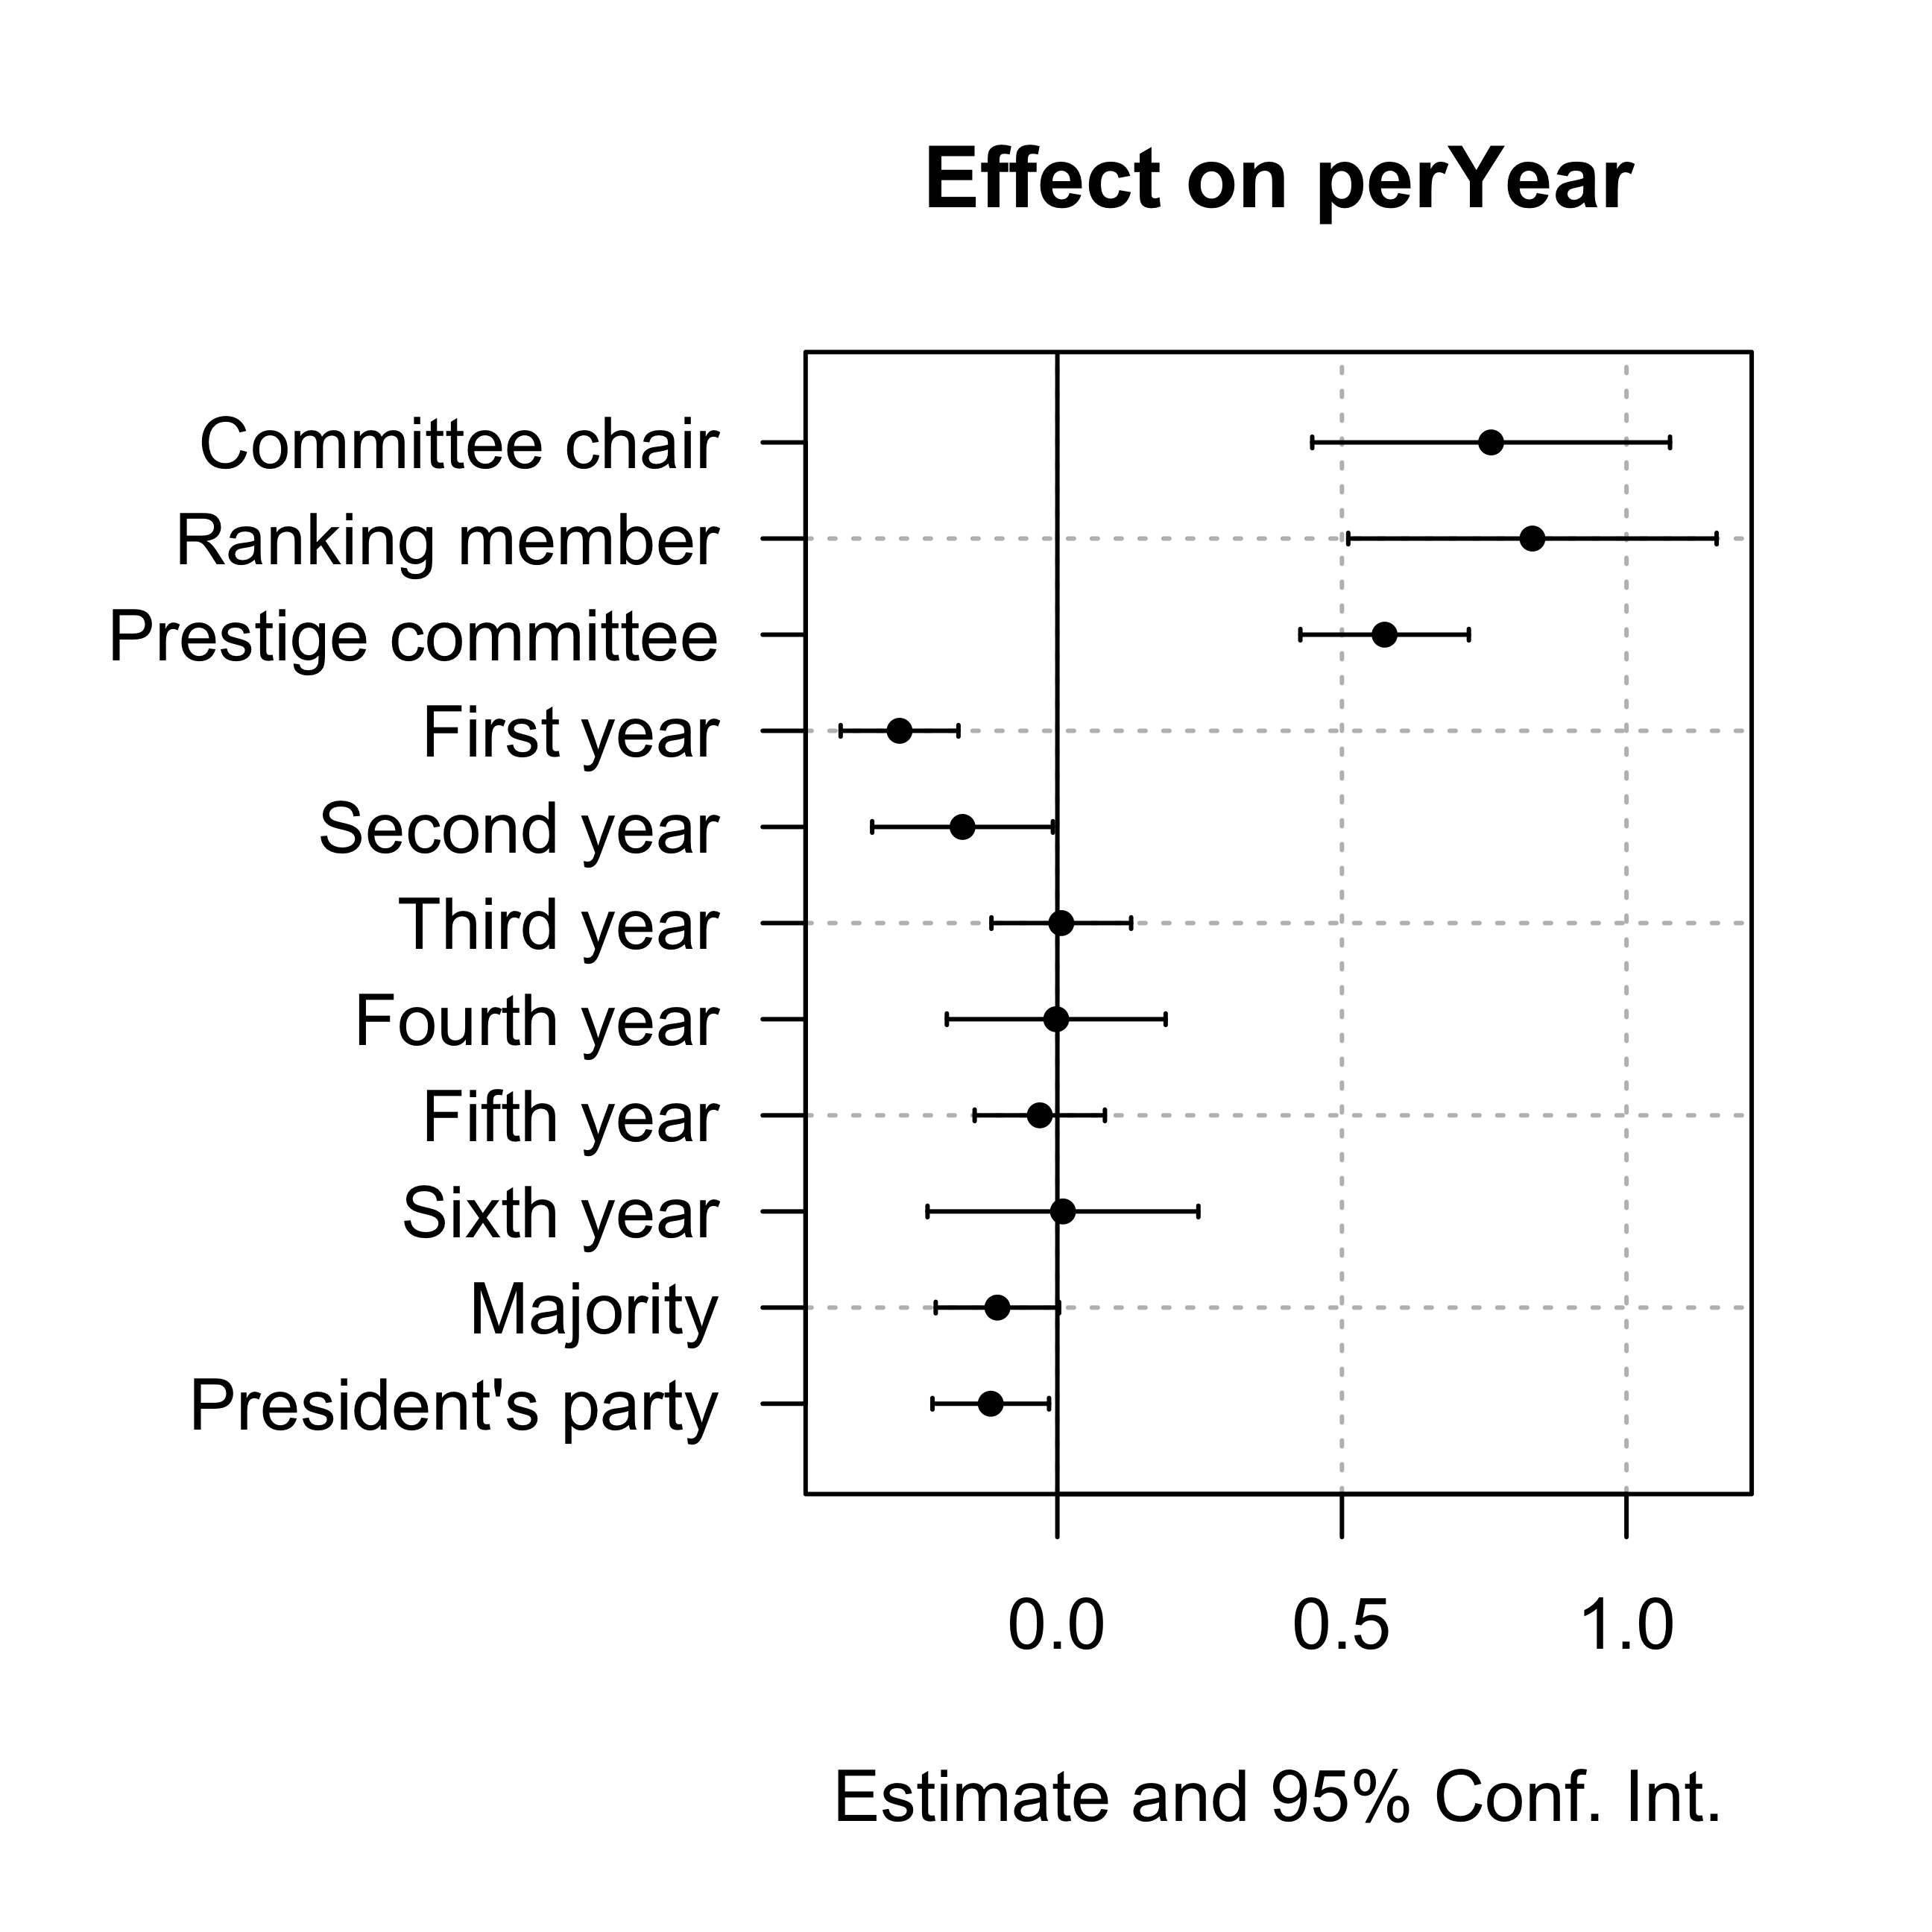 Effect on perYear
Committee chair
Ranking member
Prestige committee
First year
Second year
Third year
Fourth year
Fifth year
Sixth year
Majority
President's party
0.0 0.5 1.0
Estimate and 95% Conf. Int.